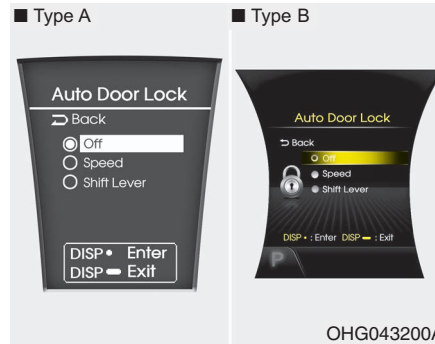 ■ Type A
Auto Door Lock
Back
Off
Speed
Shift Lever
DISP • Enter
DISP ━ Exit
■ Type B
Auto Door Lock
Back
Off
Speed
Shift Lever
DISP • : Enter DISP ━ : Exit
P
OHG043200A